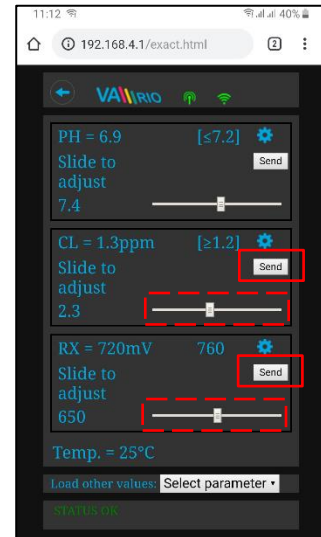 11:12 40%
192.168.4.1/exact.html 2
VAllIRIO
PH = 6.9 [≤7.2]
Slide to Send
adjust
7.4
CL = 1.3ppm [≥1.2]
Slide to Send
adjust
2.3
RX = 720mV 760
Slide to Send
adjust
650
Temp. = 25°C
Load other values: Select parameter
STATUS OK